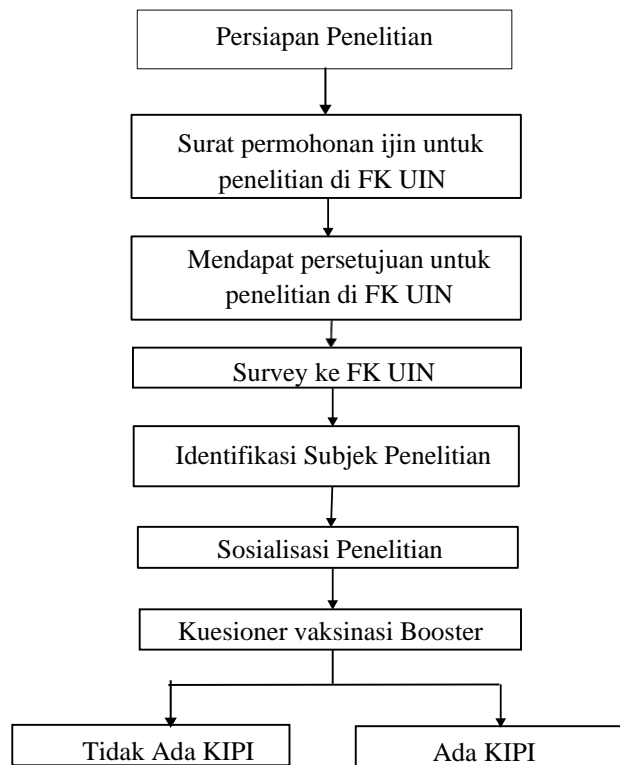 Persiapan Penelitian
Surat permohonan ijin untuk
penelitian di FK UIN
Mendapat persetujuan untuk
penelitian di FK UIN
Survey ke FK UIN
Identifikasi Subjek Penelitian
Sosialisasi Penelitian
Kuesioner vaksinasi Booster
Tidak Ada KIPI
Ada KIPI